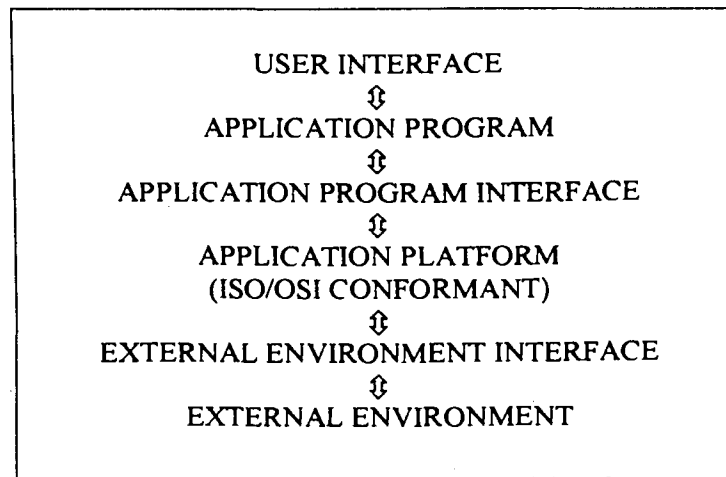 USER INTERFACE
⇕
APPLICATION PROGRAM
⇕
APPLICATION PROGRAM INTERFACE
⇕
APPLICATION PLATFORM
(ISO/OSI CONFORMANT)
⇕
EXTERNAL ENVIRONMENT INTERFACE
⇕
EXTERNAL ENVIRONMENT